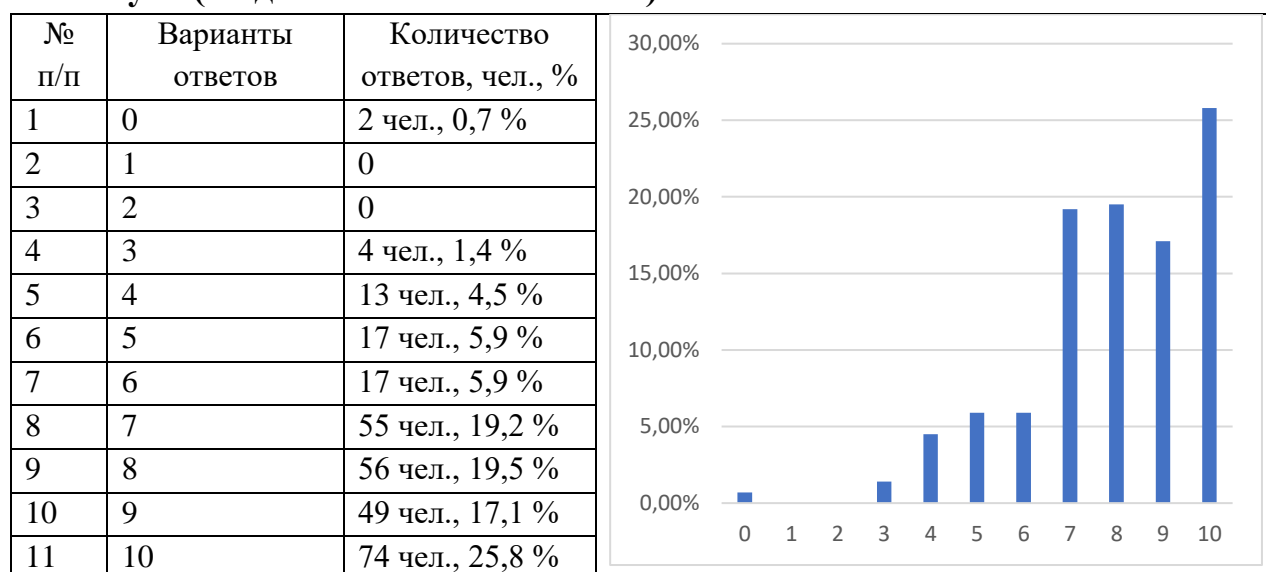 № п/п Варианты ответов Количество ответов, чел., %
1 0 2 чел., 0,7 %
2 1 0
3 2 0
4 3 4 чел., 1,4 %
5 4 13 чел., 4,5 %
6 5 17 чел., 5,9 %
7 6 17 чел., 5,9 %
8 7 55 чел., 19,2 %
9 8 56 чел., 19,5 %
10 9 49 чел., 17,1 %
11 10 74 чел., 25,8 %
30,00%
25,00%
20,00%
15,00%
10,00%
5,00%
0,00%
0 1 2 3 4 5 6 7 8 9 10